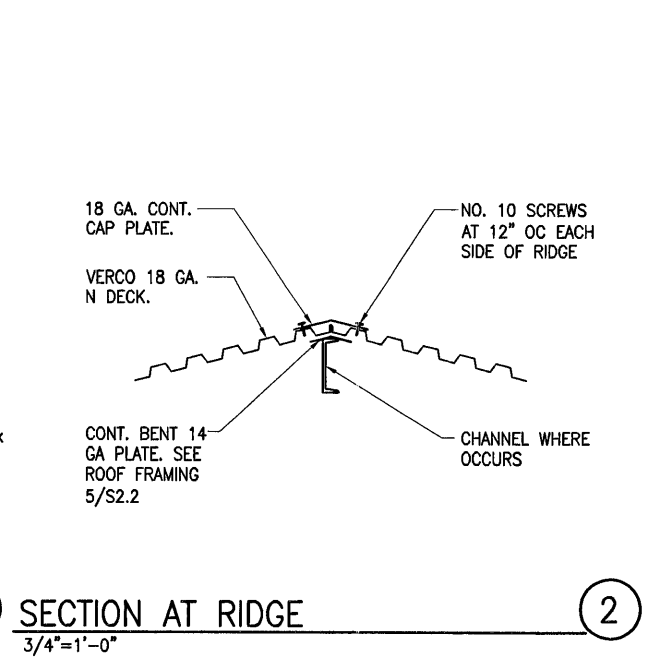 18 GA. CONT.
CAP PLATE.
NO. 10 SCREWS
AT 12" OC EACH
SIDE OF RIDGE
VERCO 18 GA.
N DECK.
CONT. BENT 14
GA PLATE. SEE
ROOF FRAMING
5/S2.2
CHANNEL WHERE
OCCURS
SECTION AT RIDGE
2
3/4"=1'-0"